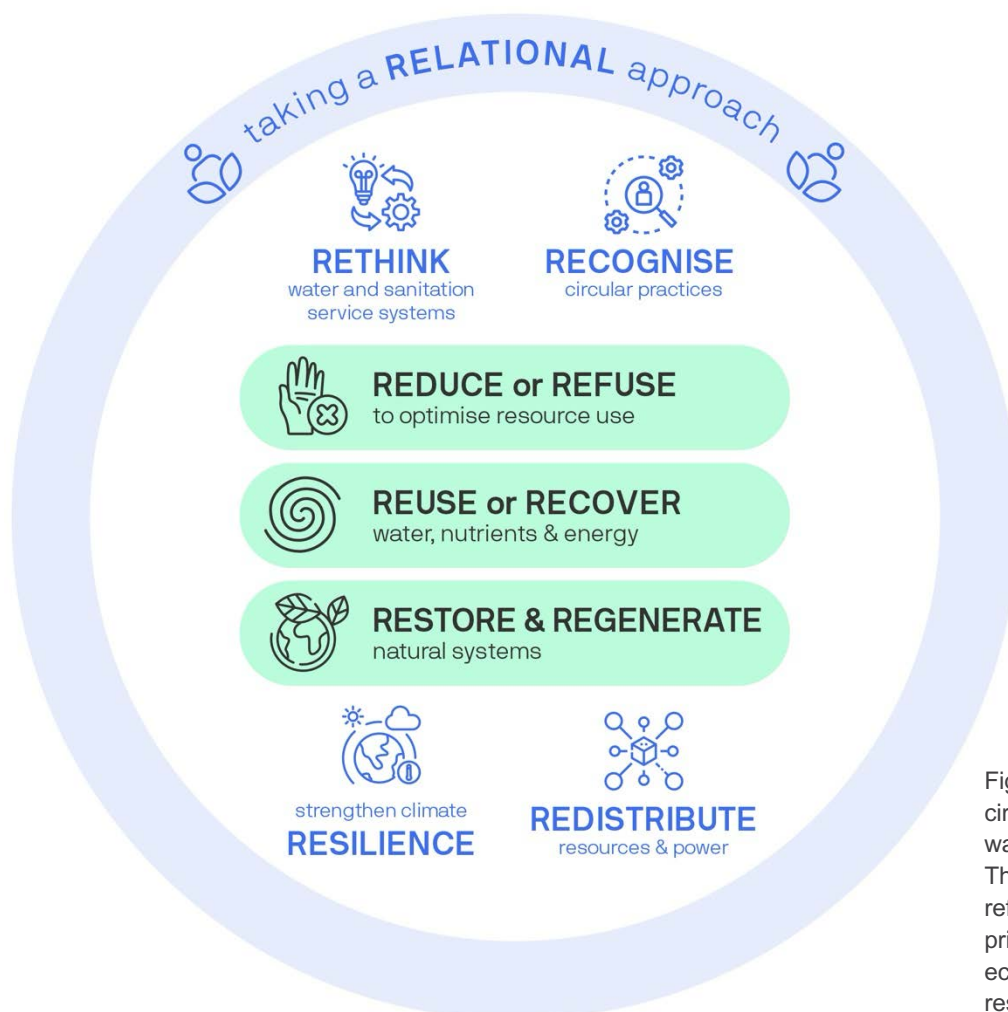 taking a RELATIONAL approach
RETHINK
water and sanitation
service systems
RECOGNISE
circular practices
REDUCE or REFUSE
to optimise resource use
REUSE or RECOVER
water, nutrients & energy
RESTORE & REGENERATE
natural systems
strengthen climate
RESILIENCE
REDISTRIBUTE
resources & power